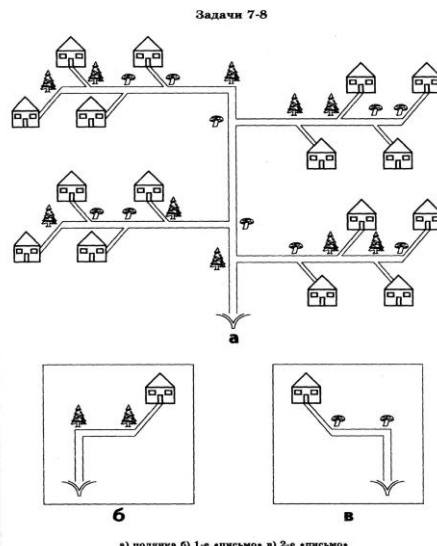 Задачи 7-8
а
б
в
а) полянка б) 1-е «письмо» в) 2-е «письмо»